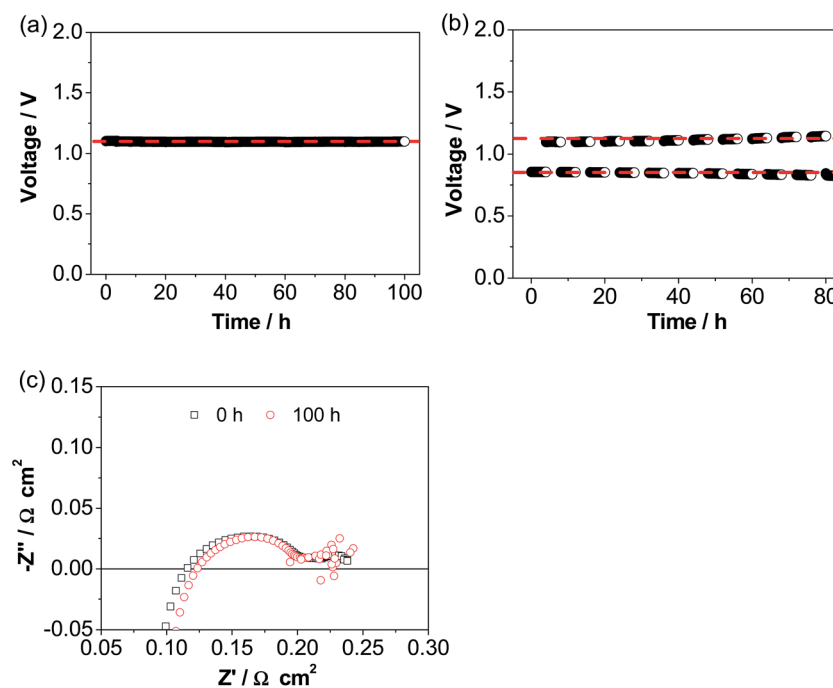 (a)
2.0
1.5
1.0
0.5
0.0
Voltage / V
0 20 40 60 80 100
Time / h
(b)
2.0
1.5
1.0
0.5
0.0
Voltage / V
0 20 40 60 80
Time / h
(c)
0.15
0.10
0.05
0.00
-0.05
-Z'' / Ω cm²
0 h 100 h
0.05 0.10 0.15 0.20 0.25 0.30
Z' / Ω cm²